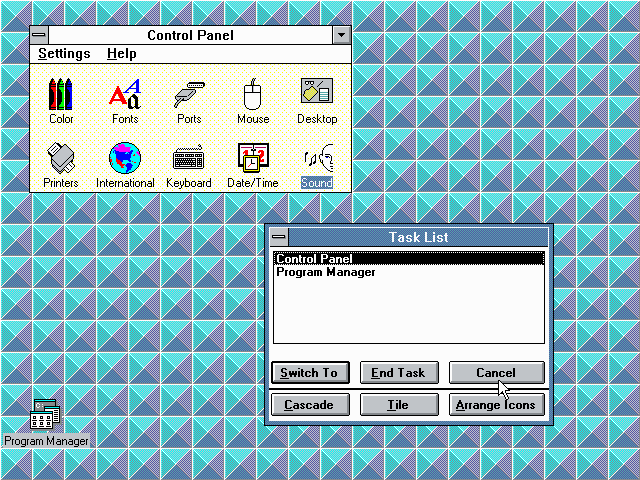 Control Panel
Settings Help
Color Fonts Ports Mouse Desktop
Printers International Keyboard Date/Time Sound
Task List
Control Panel
Program Manager
Switch To End Task Cancel
Cascade Tile Arrange Icons
Program Manager